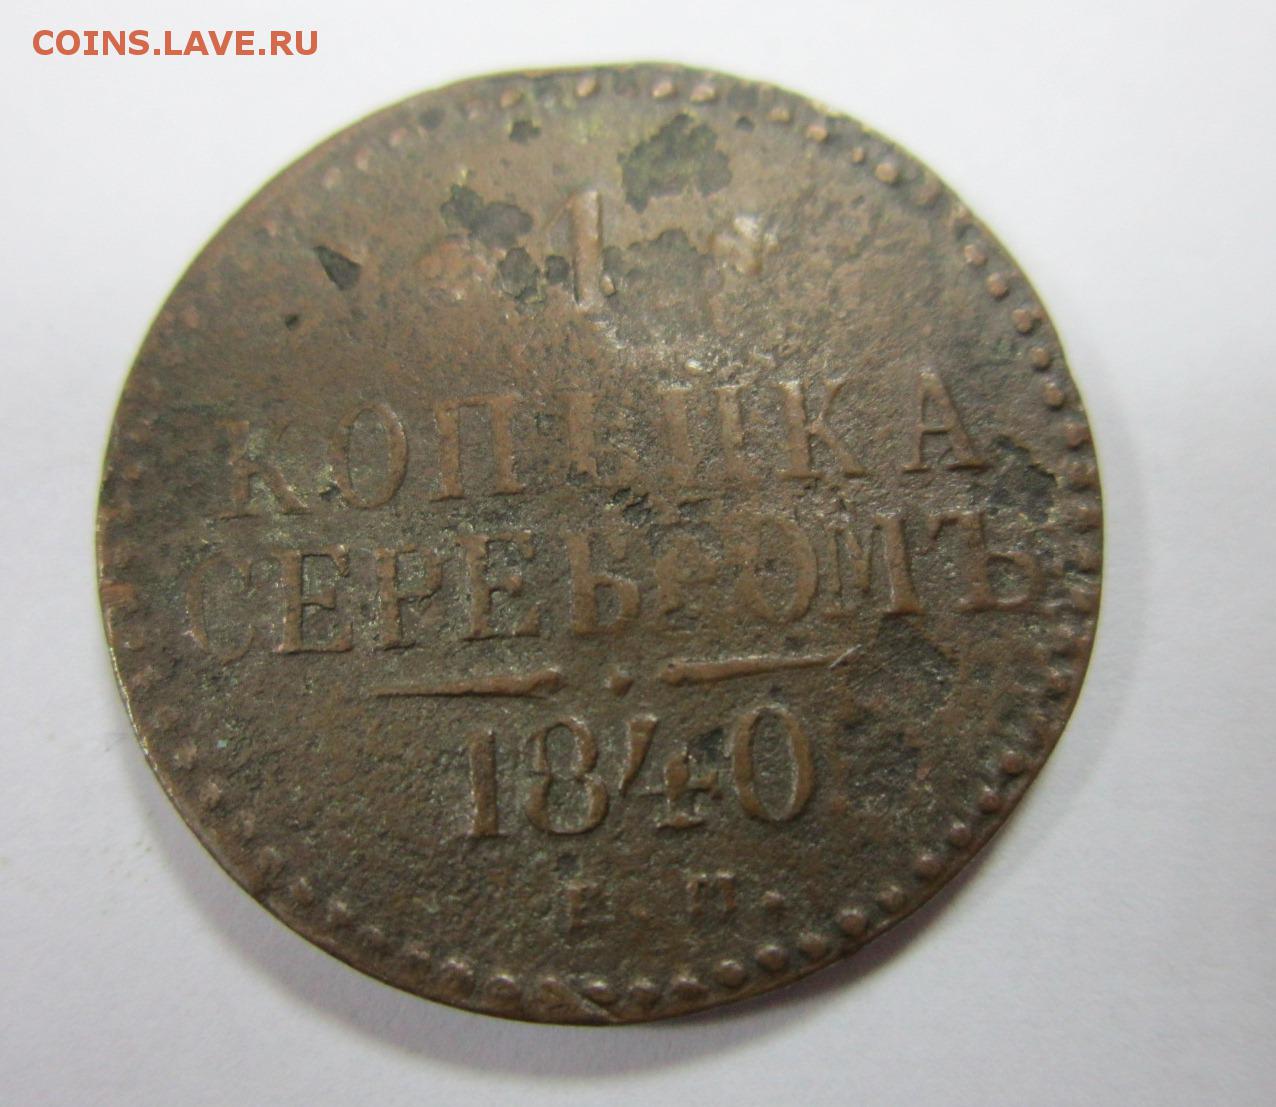 COINS.LAVE.RU
1
КОПѢЙКА
СЕРЕБРОМЪ
1840
Е. М.